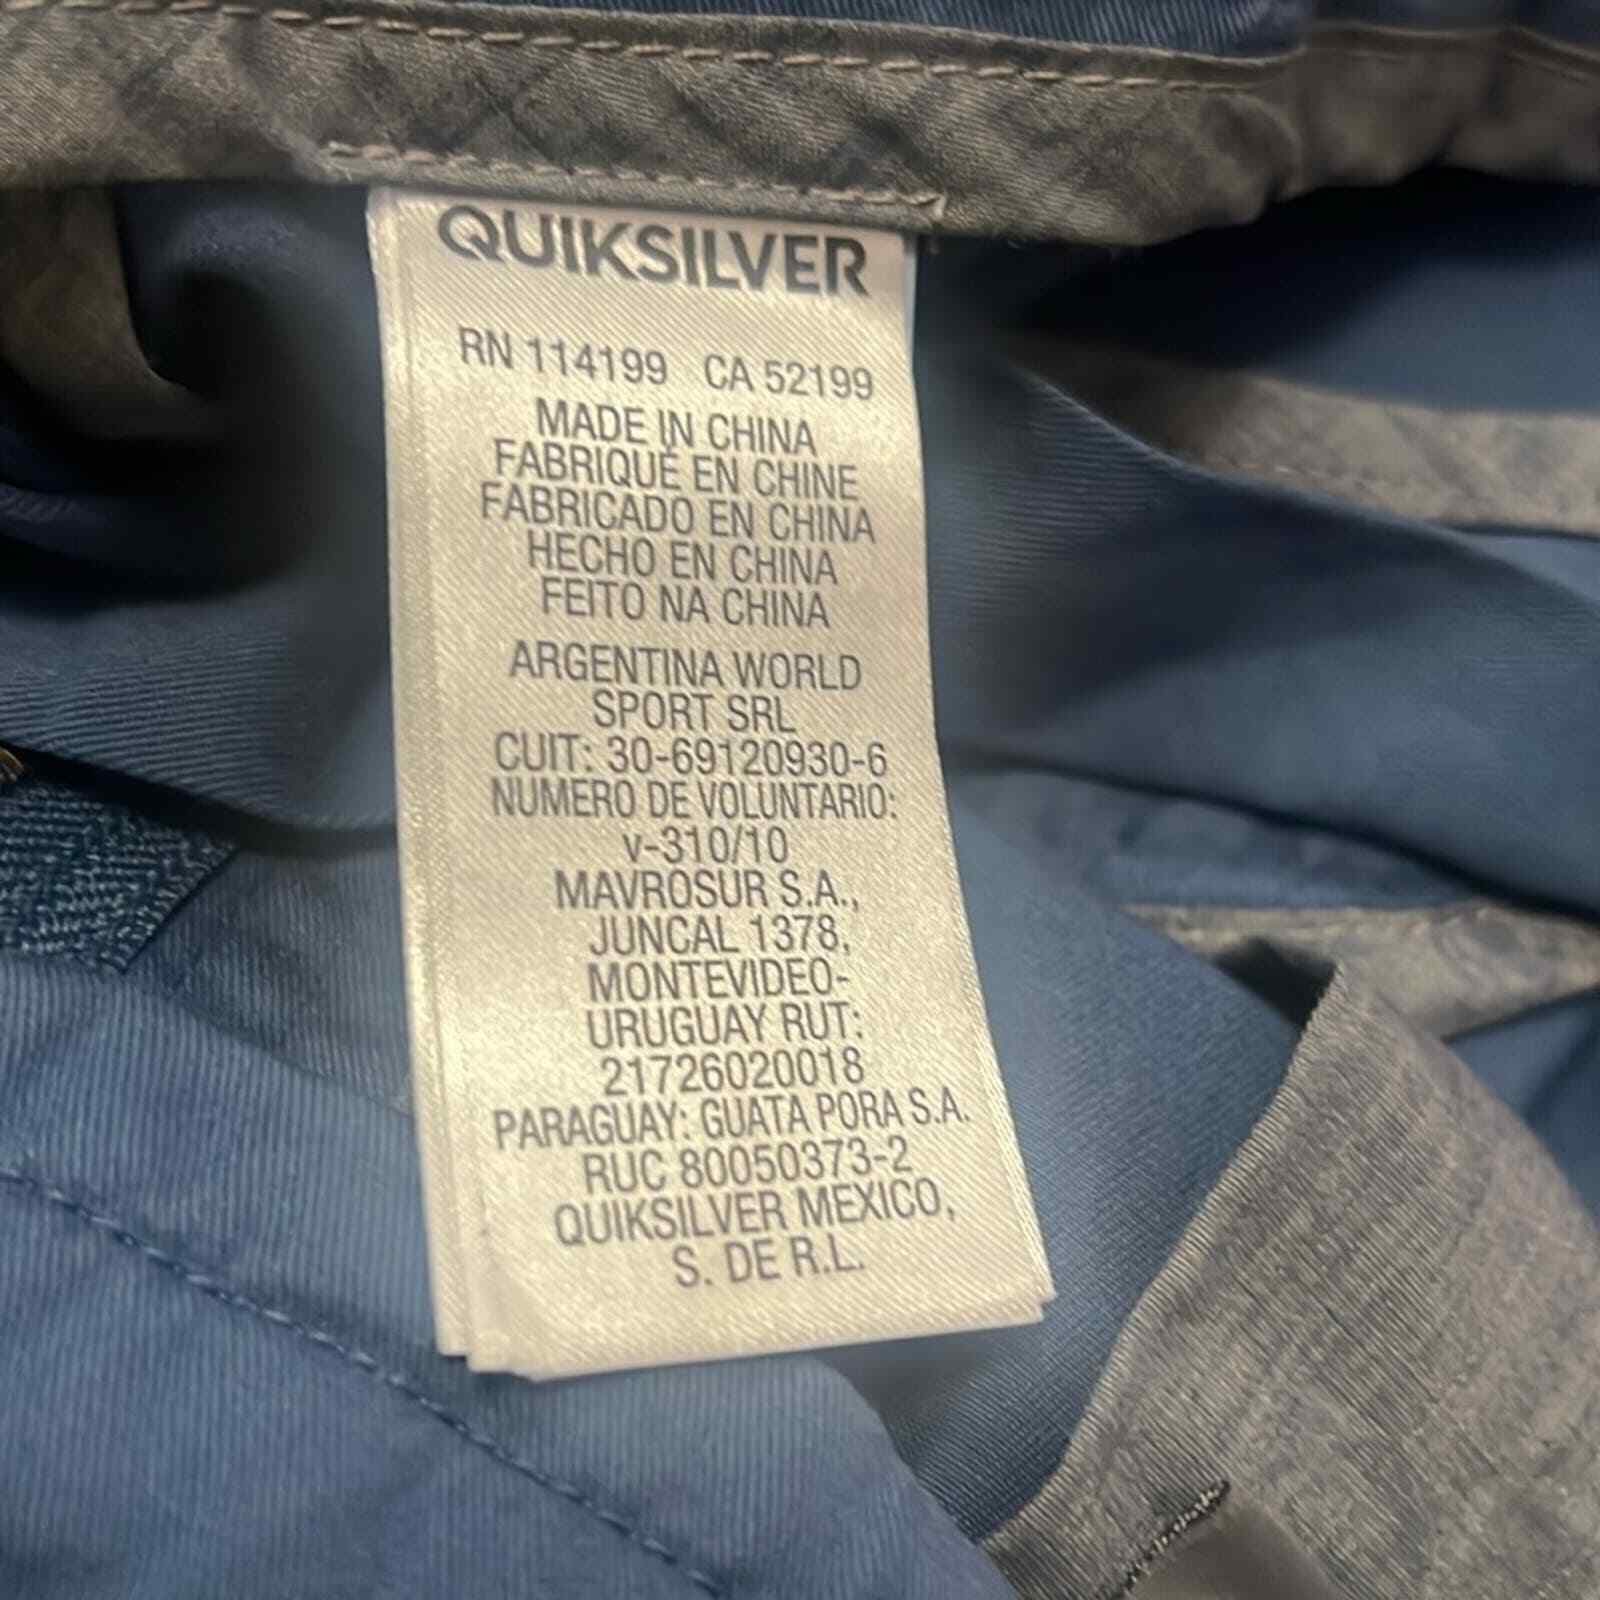 QUIKSILVER
RN 114199 CA 52199
MADE IN CHINA
FABRIQUÉ EN CHINE
FABRICADO EN CHINA
HECHO EN CHINA
FEITO NA CHINA
ARGENTINA WORLD
SPORT SRL
CUIT: 30-69120930-6
NUMERO DE VOLUNTARIO:
v-310/10
MAVROSUR S.A.,
JUNCAL 1378,
MONTEVIDEO-
URUGUAY RUT:
21726020018
PARAGUAY: GUATA PORA S.A.
RUC 80050373-2
QUIKSILVER MEXICO,
S. DE R.L.